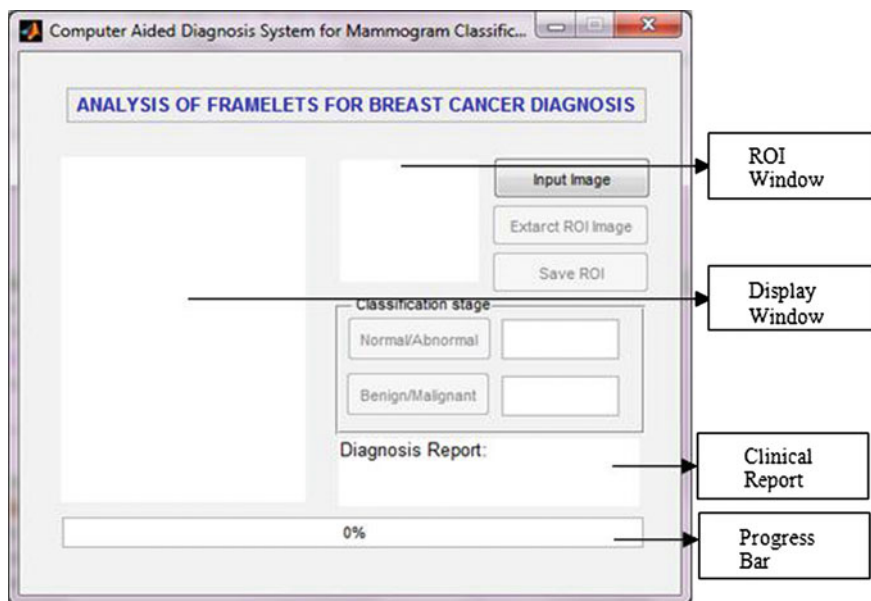 Computer Aided Diagnosis System for Mammogram Classific...
ANALYSIS OF FRAMELETS FOR BREAST CANCER DIAGNOSIS
ROI
Window
Input Image
Extarct ROI Image
Save ROI
Display
Window
Classification stage
Normal/Abnormal
Benign/Malignant
Diagnosis Report:
Clinical
Report
0%
Progress
Bar